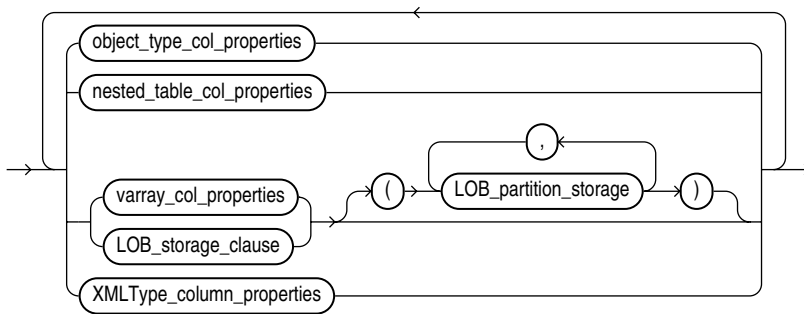 object_type_col_properties
nested_table_col_properties
,
varray_col_properties
( LOB_partition_storage )
LOB_storage_clause
XMLType_column_properties